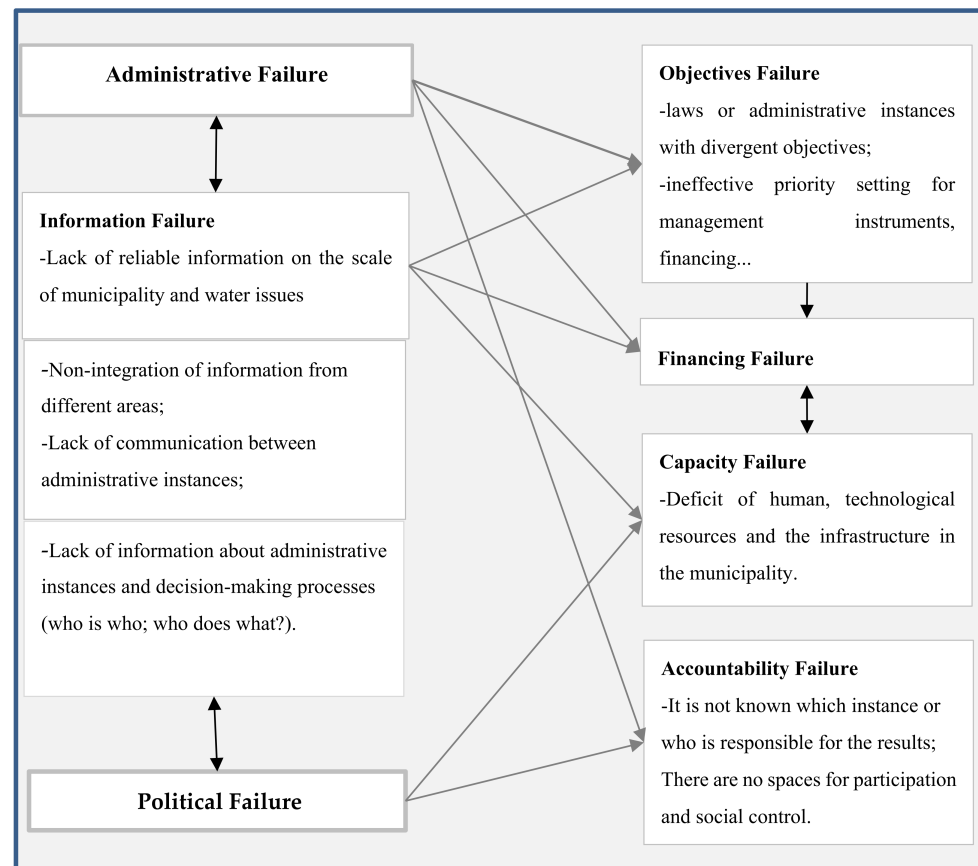 Administrative Failure
Information Failure
-Lack of reliable information on the scale
of municipality and water issues
-Non-integration of information from
different areas;
-Lack of communication between
administrative instances;
-Lack of information about administrative
instances and decision-making processes
(who is who; who does what?).
Political Failure
Objectives Failure
-laws or administrative instances
with divergent objectives;
-ineffective priority setting for
management instruments,
financing...
Financing Failure
Capacity Failure
-Deficit of human, technological
resources and the infrastructure in
the municipality.
Accountability Failure
-It is not known which instance or
who is responsible for the results;
There are no spaces for participation
and social control.